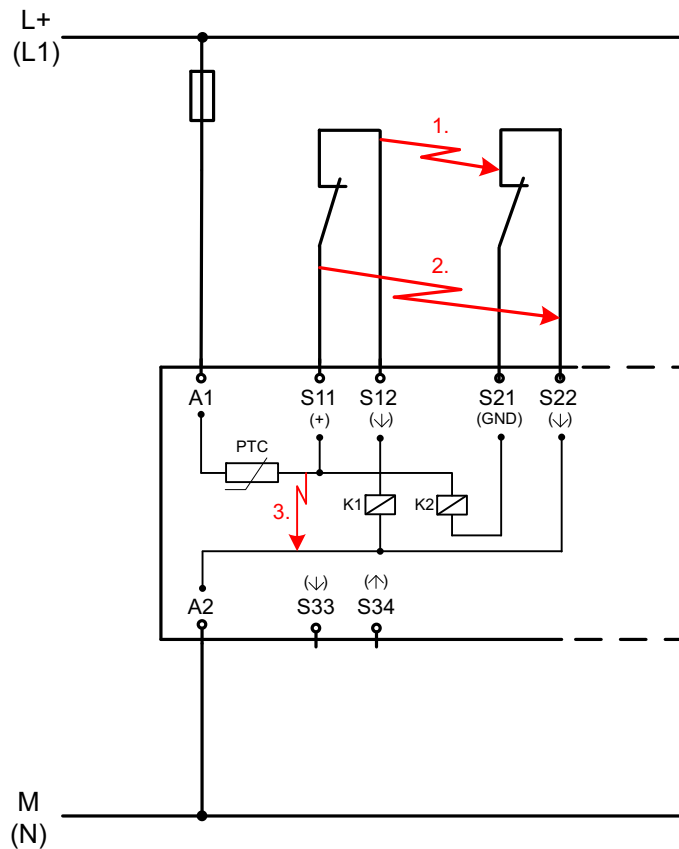 L+
(L1)
1.
2.
A1 S11 S12 S21 S22
(+) (↓) (GND) (↓)
PTC
K1 K2
3.
(↓) (↑)
A2 S33 S34
M
(N)